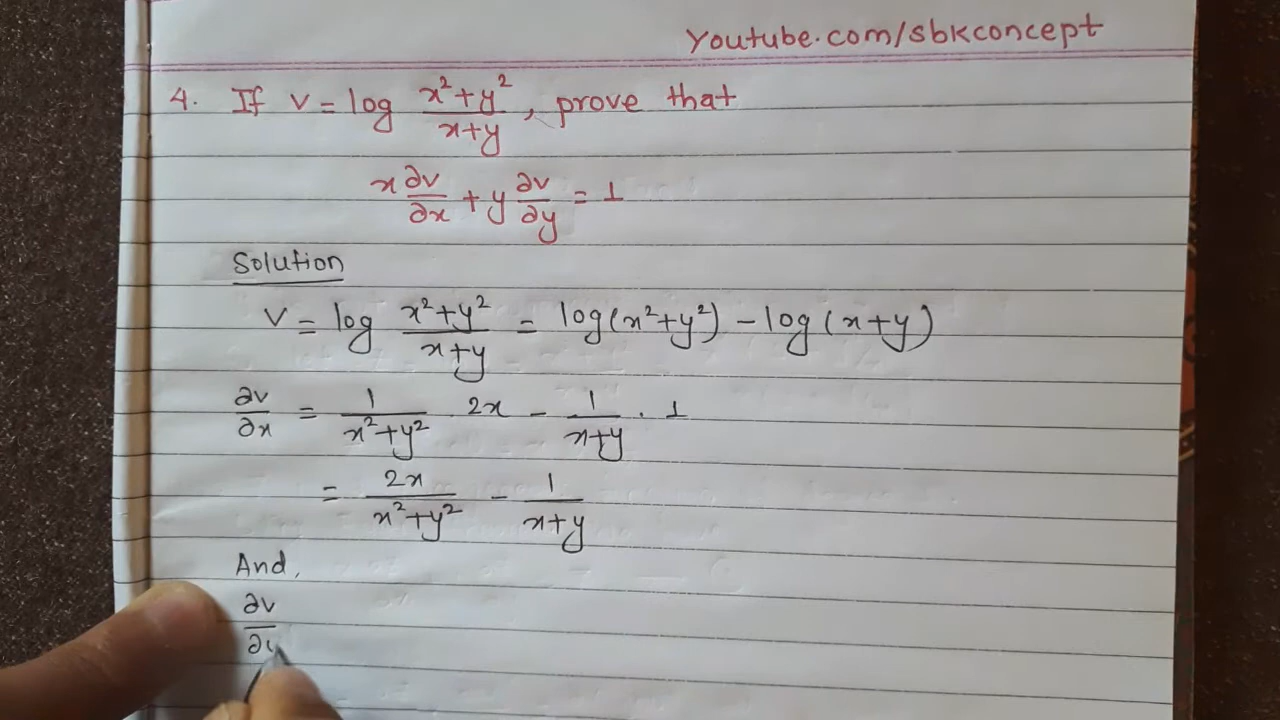 Youtube.com/sbkconcept
4. If v = log (x²+y²)/(x+y), prove that
x ∂v/∂x + y ∂v/∂y = 1
Solution
v = log (x²+y²)/(x+y) = log(x²+y²) - log(x+y)
∂v/∂x = 1/(x²+y²) . 2x - 1/(x+y) . 1
= 2x/(x²+y²) - 1/(x+y)
And,
∂v/∂